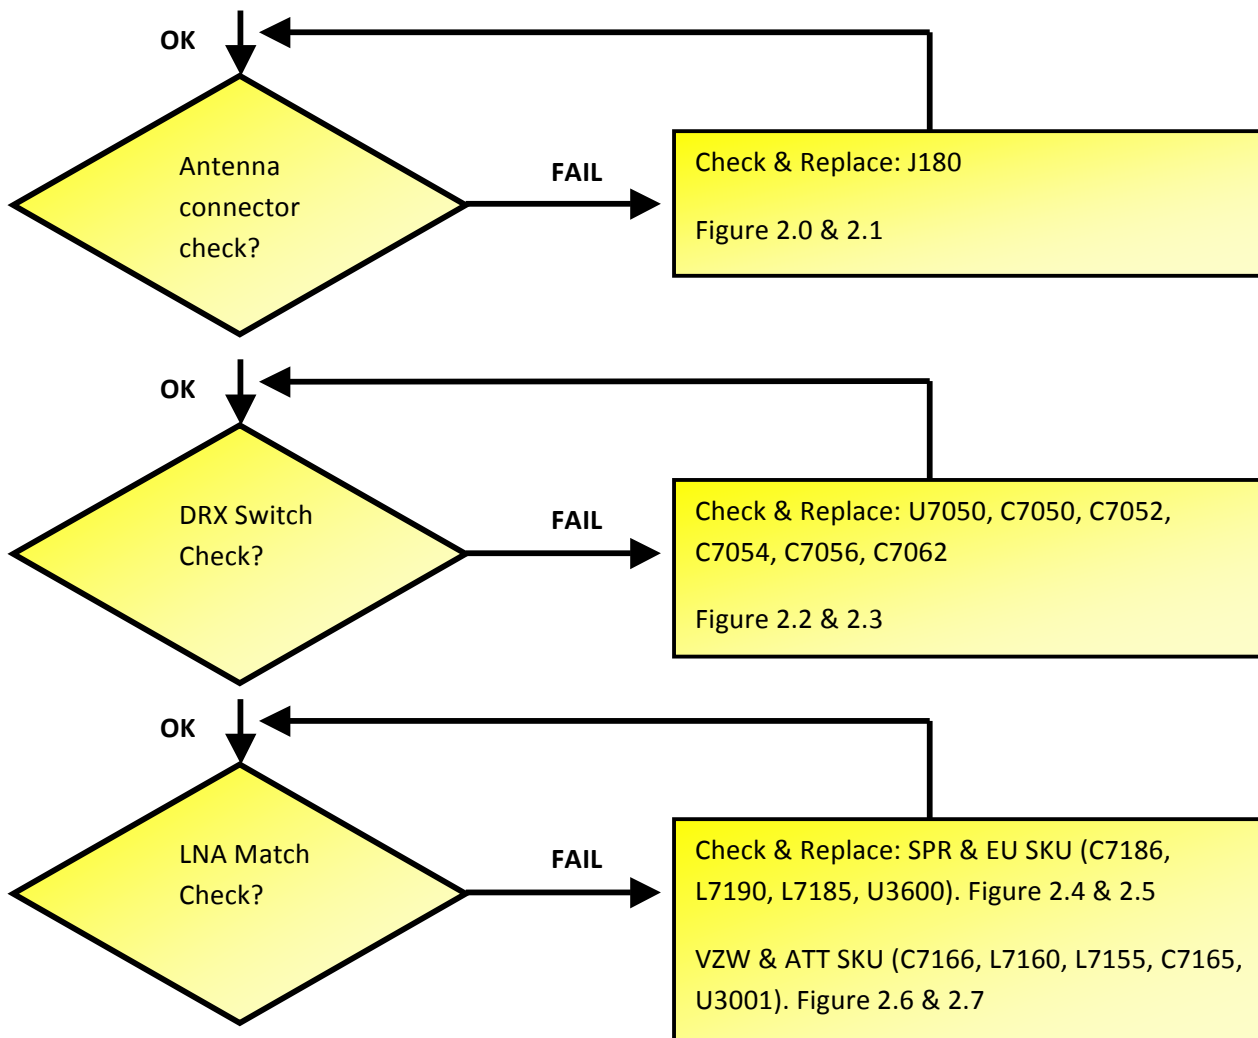 OK
Antenna
connector
check?
FAIL
Check & Replace: J180
Figure 2.0 & 2.1
OK
DRX Switch
Check?
FAIL
Check & Replace: U7050, C7050, C7052,
C7054, C7056, C7062
Figure 2.2 & 2.3
OK
LNA Match
Check?
FAIL
Check & Replace: SPR & EU SKU (C7186,
L7190, L7185, U3600). Figure 2.4 & 2.5
VZW & ATT SKU (C7166, L7160, L7155, C7165,
U3001). Figure 2.6 & 2.7